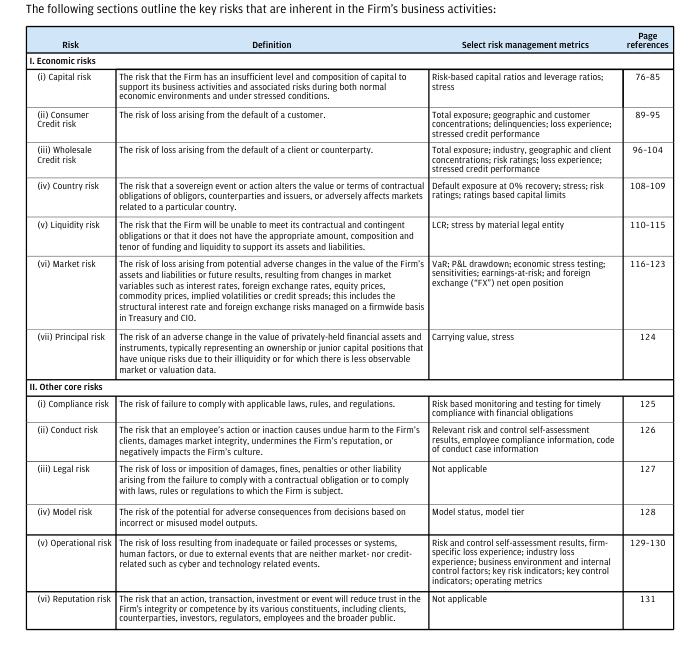 The following sections outline the key risks that are inherent in the Firm's business activities:
Risk Definition Select risk management metrics Page references
I. Economic risks
(i) Capital risk The risk that the Firm has an insufficient level and composition of capital to Risk-based capital ratios and leverage ratios; 76-85
support its business activities and associated risks during both normal stress
economic environments and under stressed conditions.
(ii) Consumer The risk of loss arising from the default of a customer. Total exposure; geographic and customer 89-95
Credit risk concentrations; delinquencies; loss experience;
stressed credit performance
(iii) Wholesale The risk of loss arising from the default of a client or counterparty. Total exposure; industry, geographic and client 96-104
Credit risk concentrations; risk ratings; loss experience;
stressed credit performance
(iv) Country risk The risk that a sovereign event or action alters the value or terms of contractual Default exposure at 0% recovery; stress; risk 108-109
obligations of obligors, counterparties and issuers, or adversely affects markets ratings; ratings based capital limits
related to a particular country.
(v) Liquidity risk The risk that the Firm will be unable to meet its contractual and contingent LCR; stress by material legal entity 110-115
obligations or that it does not have the appropriate amount, composition and
tenor of funding and liquidity to support its assets and liabilities.
(vi) Market risk The risk of loss arising from potential adverse changes in the value of the Firm's VaR; P&L drawdown; economic stress testing; 116-123
assets and liabilities or future results, resulting from changes in market sensitivities; earnings-at-risk; and foreign
variables such as interest rates, foreign exchange rates, equity prices, exchange ("FX") net open position
commodity prices, implied volatilities or credit spreads; this includes the
structural interest rate and foreign exchange risks managed on a firmwide basis
in Treasury and CIO.
(vii) Principal risk The risk of an adverse change in the value of privately-held financial assets and Carrying value, stress 124
instruments, typically representing an ownership or junior capital positions that
have unique risks due to their illiquidity or for which there is less observable
market or valuation data.
II. Other core risks
(i) Compliance risk The risk of failure to comply with applicable laws, rules, and regulations. Risk based monitoring and testing for timely 125
compliance with financial obligations
(ii) Conduct risk The risk that an employee's action or inaction causes undue harm to the Firm's Relevant risk and control self-assessment 126
clients, damages market integrity, undermines the Firm's reputation, or results, employee compliance information, code
negatively impacts the Firm's culture. of conduct case information
(iii) Legal risk The risk of loss or imposition of damages, fines, penalties or other liability Not applicable 127
arising from the failure to comply with a contractual obligation or to comply
with laws, rules or regulations to which the Firm is subject.
(iv) Model risk The risk of the potential for adverse consequences from decisions based on Model status, model tier 128
incorrect or misused model outputs.
(v) Operational risk The risk of loss resulting from inadequate or failed processes or systems, Risk and control self-assessment results, firm- 129-130
human factors, or due to external events that are neither market- nor credit- specific loss experience; industry loss
related such as cyber and technology related events. experience; business environment and internal
control factors; key risk indicators; key control
indicators; operating metrics
(vi) Reputation risk The risk that an action, transaction, investment or event will reduce trust in the Not applicable 131
Firm's integrity or competence by its various constituents, including clients,
counterparties, investors, regulators, employees and the broader public.